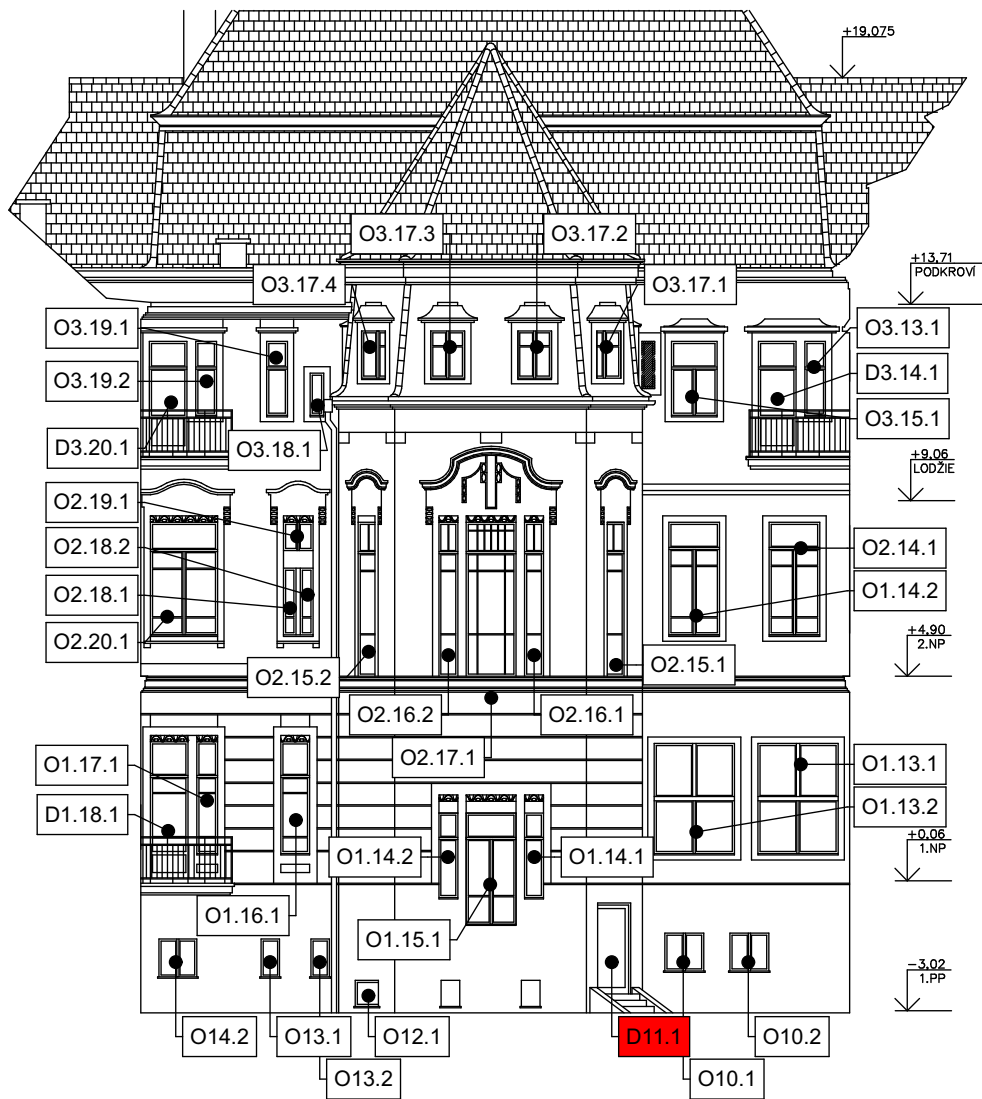 +19,075
O3.17.3
O3.17.2
+13.71
PODKROVÍ
O3.17.4
O3.17.1
O3.19.1
O3.13.1
O3.19.2
D3.14.1
O3.15.1
D3.20.1
O3.18.1
+9.06
LODŽIE
O2.19.1
O2.18.2
O2.14.1
O2.18.1
O1.14.2
O2.20.1
+4,90
2.NP
O2.15.2
O2.15.1
O2.16.2
O2.16.1
O2.17.1
O1.17.1
O1.13.1
D1.18.1
O1.13.2
+0,06
1.NP
O1.14.2
O1.14.1
O1.16.1
O1.15.1
-3,02
1.PP
O14.2
O13.1
O12.1
D11.1
O10.2
O13.2
O10.1